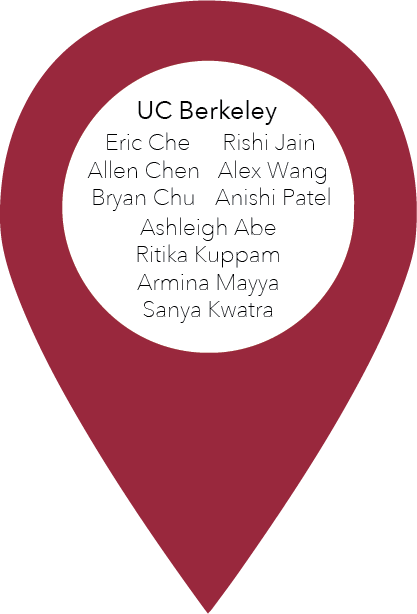 UC Berkeley
Eric Che Rishi Jain
Allen Chen Alex Wang
Bryan Chu Anishi Patel
Ashleigh Abe
Ritika Kuppam
Armina Mayya
Sanya Kwatra